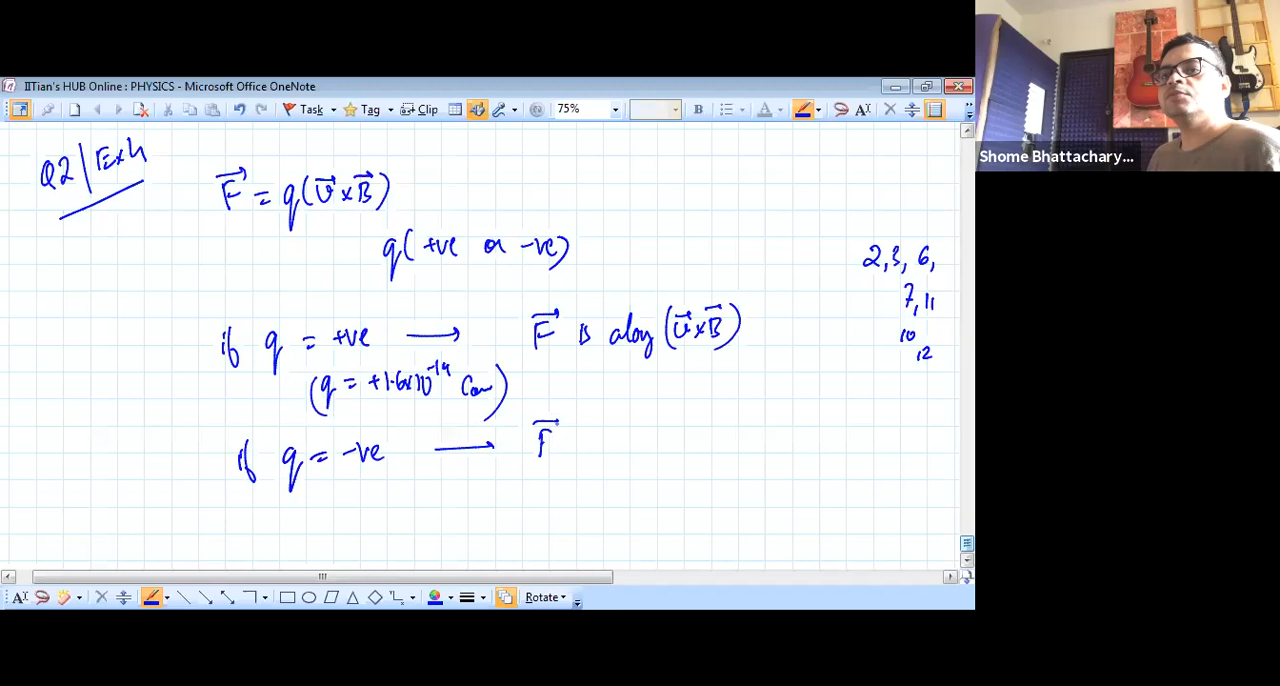 IITian's HUB Online : PHYSICS - Microsoft Office OneNote
Task Tag Clip 75% B A A
Shome Bhattachary...
Q2 | Ex4
F⃗ = q(v⃗ × B⃗)
q(+ve or -ve)
2, 3, 6,
7, 11
10
12
if q = +ve → F⃗ is along (v⃗ × B⃗)
(q = +1.6×10⁻¹⁹ Cou)
if q = -ve → F⃗
A Rotate